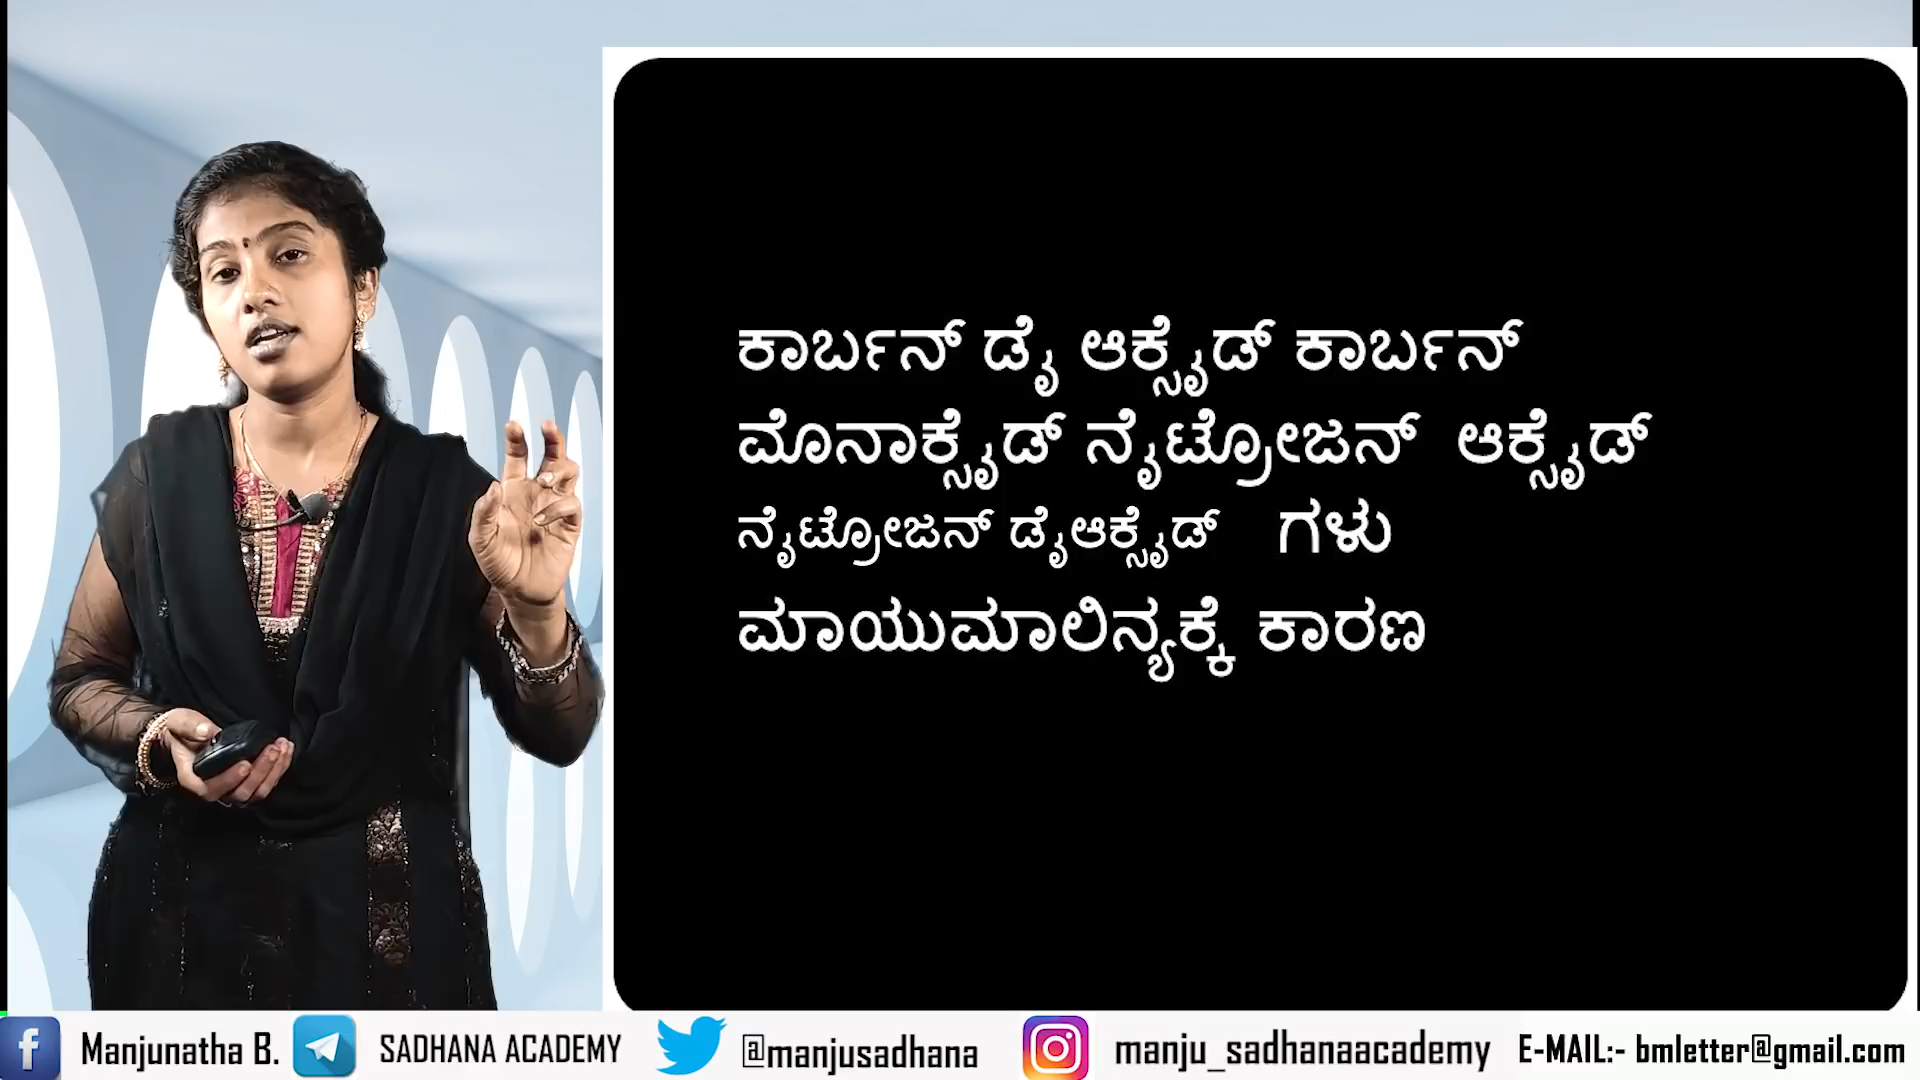 ಕಾರ್ಬನ್ ಡೈ ಆಕ್ಸೈಡ್ ಕಾರ್ಬನ್
ಮೊನಾಕ್ಸೈಡ್ ನೈಟ್ರೋಜನ್ ಆಕ್ಸೈಡ್
ನೈಟ್ರೋಜನ್ ಡೈಆಕ್ಸೈಡ್ ಗಳು
ಮಾಯುಮಾಲಿನ್ಯಕ್ಕೆ ಕಾರಣ
Manjunatha B. SADHANA ACADEMY @manjusadhana manju_sadhanaacademy E-MAIL:- bmletter@gmail.com